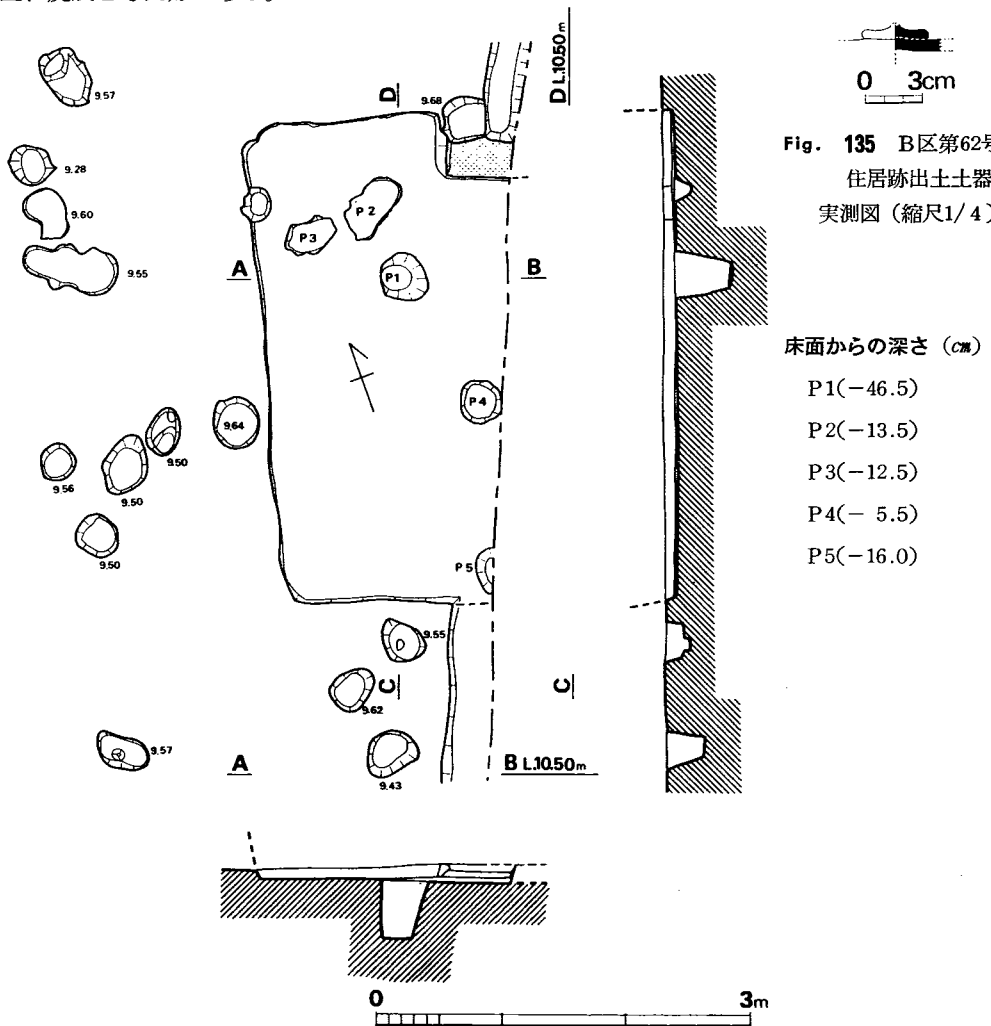 9.57
9.28
9.60
9.55
9.56
9.50
9.50
9.50
9.64
9.57
D
9.68
D L.10.50m
P2
P3
P1
A
B
P4
P5
9.55
C
9.62
9.43
C
A
B L.10.50m
0 3m
0 3cm
Fig. 135 B区第62号
住居跡出土土器
実測図(縮尺1/4)
床面からの深さ(cm)
P1(−46.5)
P2(−13.5)
P3(−12.5)
P4(− 5.5)
P5(−16.0)